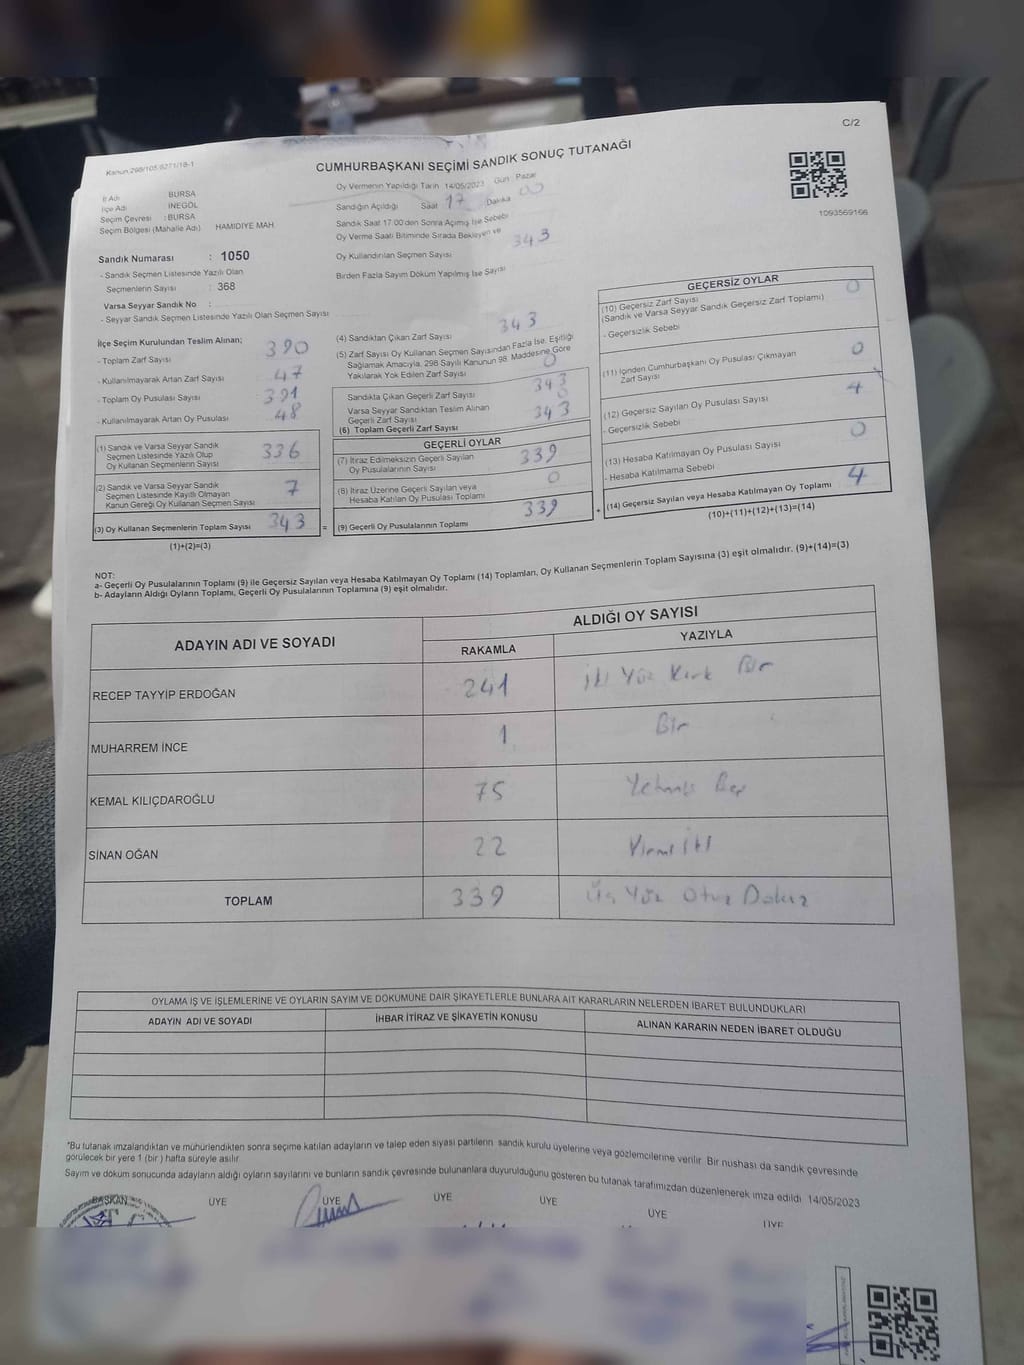 C/2
Kanun 298/105:6271/18-1
CUMHURBAŞKANI SEÇİMİ SANDIK SONUÇ TUTANAĞI
İl Adı BURSA
İlçe Adı İNEGÖL
Seçim Çevresi : BURSA
Seçim Bölgesi (Mahalle Adı) HAMIDIYE MAH
Sandık Numarası : 1050
- Sandık Seçmen Listesinde Yazılı Olan
Seçmenlerin Sayısı : 368
Varsa Seyyar Sandık No :
- Seyyar Sandık Seçmen Listesinde Yazılı Olan Seçmen Sayısı
Oy Vermenin Yapıldığı Tarih 14/05/2023 Gün Pazar
Sandığın Açıldığı Saat 17 Dakika 00
Sandık Saat 17:00'den Sonra Açımış İse Sebebi
Oy Verme Saati Bitiminde Sırada Bekleyen ve
Oy Kullandırılan Seçmen Sayısı 343
Birden Fazla Sayım Döküm Yapılmış İse Sayısı
1093569166
İlçe Seçim Kurulundan Teslim Alınan;
- Toplam Zarf Sayısı 390
- Kullanılmayarak Artan Zarf Sayısı 47
- Toplam Oy Pusulası Sayısı 391
- Kullanılmayarak Artan Oy Pusulası 48
(1) Sandık ve Varsa Seyyar Sandık
Seçmen Listesinde Yazılı Olup
Oy Kullanan Seçmenlerin Sayısı 336
(2) Sandık ve Varsa Seyyar Sandık
Seçmen Listesinde Kayıtlı Olmayan
Kanun Gereği Oy Kullanan Seçmen Sayısı 7
(3) Oy Kullanan Seçmenlerin Toplam Sayısı 343 =
(1)+(2)=(3)
(4) Sandıktan Çıkan Zarf Sayısı 343
(5) Zarf Sayısı Oy Kullanan Seçmen Sayısından Fazla İse, Eşitliği
Sağlamak Amacıyla, 298 Sayılı Kanunun 98. Maddesine Göre
Yakılarak Yok Edilen Zarf Sayısı 0
Sandıkta Çıkan Geçerli Zarf Sayısı 343
Varsa Seyyar Sandıktan Teslim Alınan
Geçerli Zarf Sayısı 0
(6) Toplam Geçerli Zarf Sayısı 343
GEÇERLİ OYLAR
(7) İtiraz Edilmeksizin Geçerli Sayılan
Oy Pusulalarının Sayısı 339
(8) İtiraz Üzerine Geçerli Sayılan veya
Hesaba Katılan Oy Pusulası Toplamı 0
(9) Geçerli Oy Pusulalarının Toplamı 339 +
GEÇERSİZ OYLAR
(10) Geçersiz Zarf Sayısı 0
(Sandık ve Varsa Seyyar Sandık Geçersiz Zarf Toplamı)
- Geçersizlik Sebebi
(11) İçinden Cumhurbaşkanı Oy Pusulası Çıkmayan
Zarf Sayısı 0
(12) Geçersiz Sayılan Oy Pusulası Sayısı 4
- Geçersizlik Sebebi
(13) Hesaba Katılmayan Oy Pusulası Sayısı 0
- Hesaba Katılmama Sebebi
(14) Geçersiz Sayılan veya Hesaba Katılmayan Oy Toplamı 4
(10)+(11)+(12)+(13)=(14)
NOT:
a- Geçerli Oy Pusulalarının Toplamı (9) ile Geçersiz Sayılan veya Hesaba Katılmayan Oy Toplamı (14) Toplamları, Oy Kullanan Seçmenlerin Toplam Sayısına (3) eşit olmalıdır. (9)+(14)=(3)
b- Adayların Aldığı Oyların Toplamı, Geçerli Oy Pusulalarının Toplamına (9) eşit olmalıdır.
ADAYIN ADI VE SOYADI
ALDIĞI OY SAYISI
RAKAMLA YAZIYLA
RECEP TAYYİP ERDOĞAN 241 İki Yüz Kırk Bir
MUHARREM İNCE 1 Bir
KEMAL KILIÇDAROĞLU 75 Yetmiş Beş
SİNAN OĞAN 22 Yirmi İki
TOPLAM 339 Üç Yüz Otuz Dokuz
OYLAMA İŞ VE İŞLEMLERİNE VE OYLARIN SAYIM VE DÖKÜMÜNE DAİR ŞİKAYETLERLE BUNLARA AİT KARARLARIN NELERDEN İBARET BULUNDUKLARI
ADAYIN ADI VE SOYADI İHBAR İTİRAZ VE ŞİKAYETİN KONUSU ALINAN KARARIN NEDEN İBARET OLDUĞU
*Bu tutanak imzalandıktan ve mühürlendikten sonra seçime katılan adayların ve talep eden siyasi partilerin sandık kurulu üyelerine veya gözlemcilerine verilir. Bir nushası da sandık çevresinde
görülecek bir yere 1 (bir) hafta süreyle asılır.
Sayım ve döküm sonucunda adayların aldığı oyların sayılarını ve bunların sandık çevresinde bulunanlara duyurulduğunu gösteren bu tutanak tarafımızdan düzenlenerek imza edildi. 14/05/2023
BAŞKAN ÜYE ÜYE ÜYE ÜYE ÜYE ÜYE